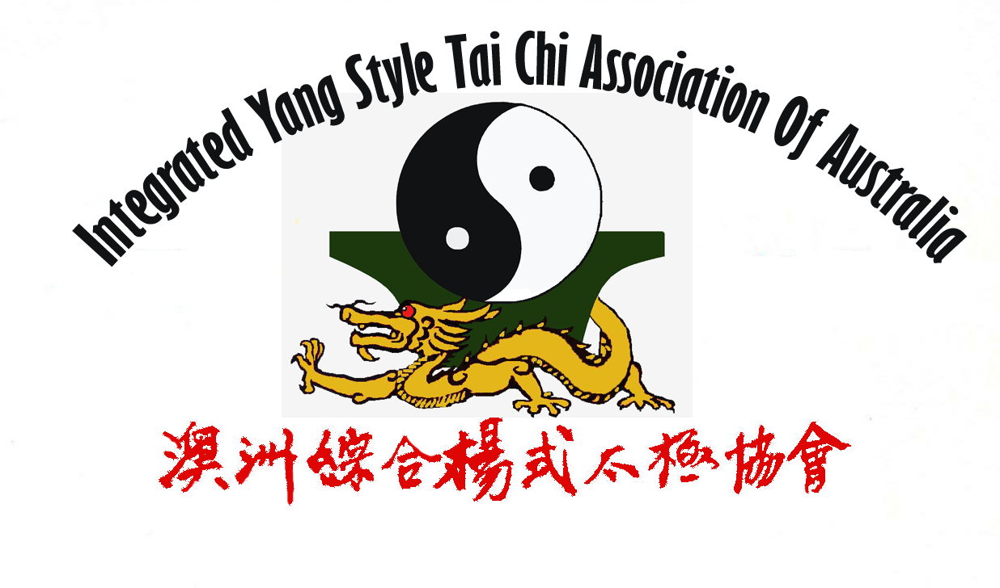 Integrated Yang Style Tai Chi Association Of Australia
澳洲綜合楊式太極協會